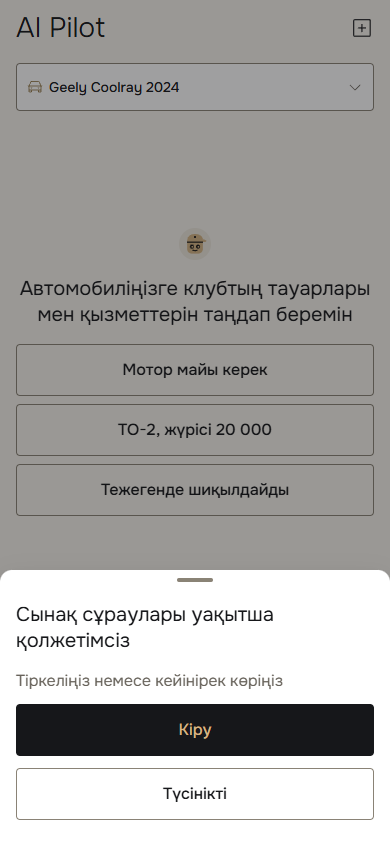 AI Pilot
Geely Coolray 2024
Автомобиліңізге клубтың тауарлары
мен қызметтерін таңдап беремін
Мотор майы керек
ТО-2, жүрісі 20 000
Тежегенде шиқылдайды
Сынақ сұраулары уақытша
қолжетімсіз
Тіркеліңіз немесе кейінірек көріңіз
Кіру
Түсінікті